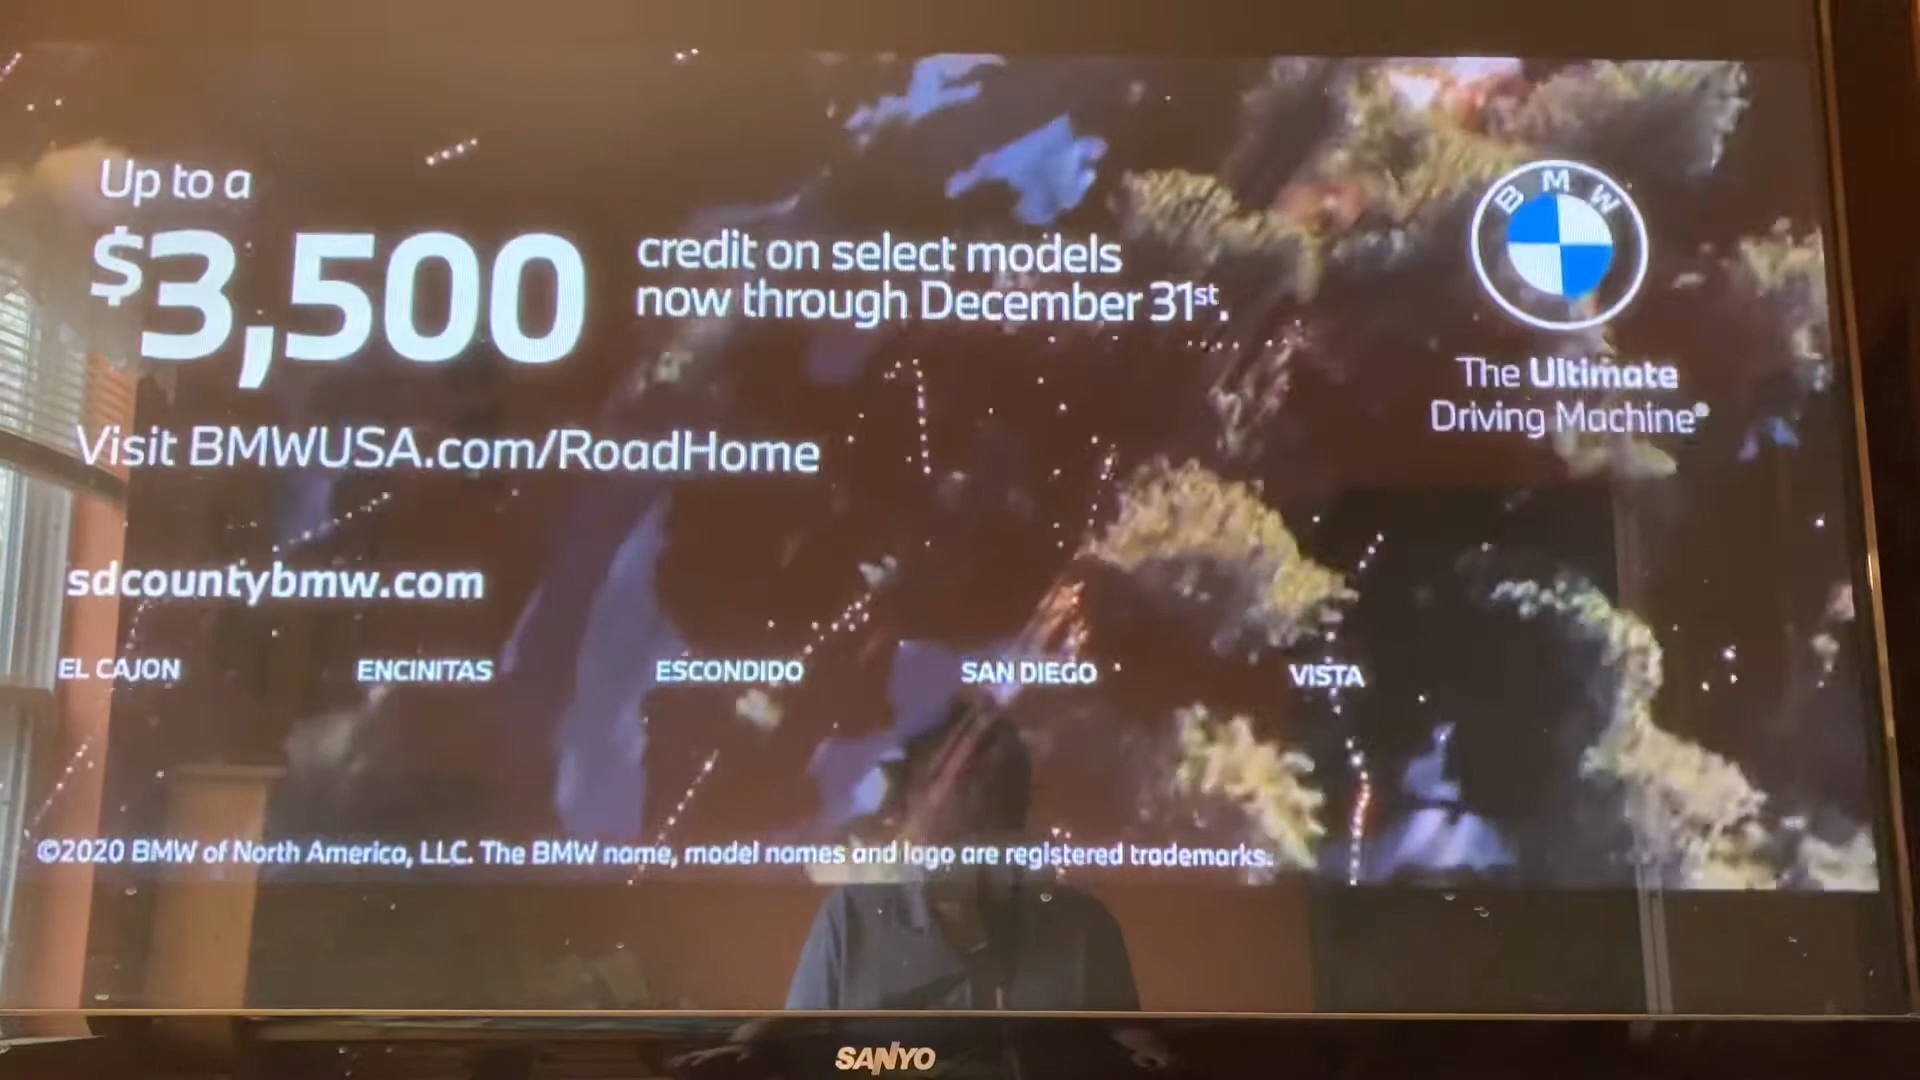 Up to a
$3,500
credit on select models
now through December 31st.
BMW
The Ultimate
Driving Machine®
Visit BMWUSA.com/RoadHome
sdcountybmw.com
EL CAJON ENCINITAS ESCONDIDO SAN DIEGO VISTA
©2020 BMW of North America, LLC. The BMW name, model names and logo are registered trademarks.
SANYO